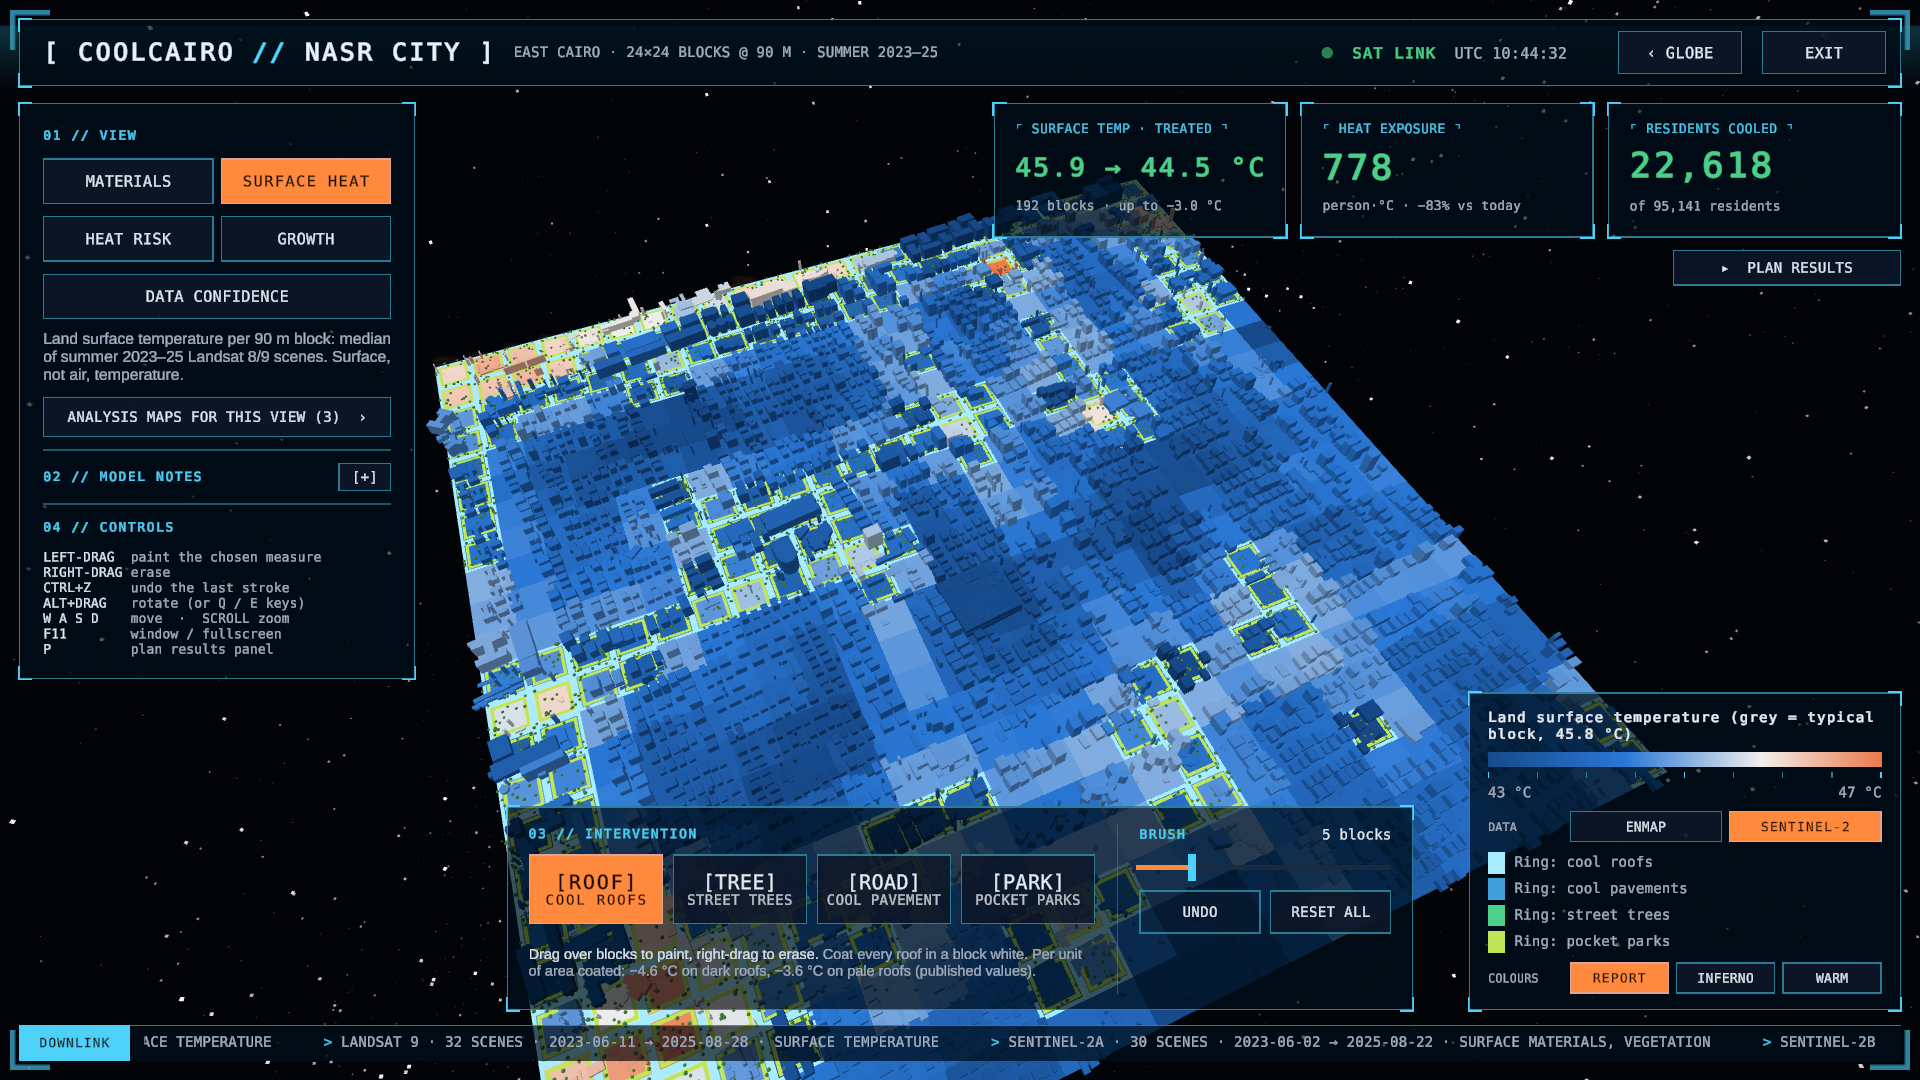 [ COOLCAIRO // NASR CITY ]
EAST CAIRO · 24×24 BLOCKS @ 90 M · SUMMER 2023–25
SAT LINK
UTC 10:44:32
‹ GLOBE
EXIT
01 // VIEW
MATERIALS
SURFACE HEAT
HEAT RISK
GROWTH
DATA CONFIDENCE
Land surface temperature per 90 m block: median
of summer 2023–25 Landsat 8/9 scenes. Surface,
not air, temperature.
ANALYSIS MAPS FOR THIS VIEW (3) ›
02 // MODEL NOTES
[+]
04 // CONTROLS
LEFT-DRAG paint the chosen measure
RIGHT-DRAG erase
CTRL+Z undo the last stroke
ALT+DRAG rotate (or Q / E keys)
W A S D move · SCROLL zoom
F11 window / fullscreen
P plan results panel
⌜ SURFACE TEMP · TREATED ⌝
45.9 → 44.5 °C
192 blocks · up to −3.0 °C
⌜ HEAT EXPOSURE ⌝
778
person·°C · −83% vs today
⌜ RESIDENTS COOLED ⌝
22,618
of 95,141 residents
▸ PLAN RESULTS
03 // INTERVENTION
[ROOF]
COOL ROOFS
[TREE]
STREET TREES
[ROAD]
COOL PAVEMENT
[PARK]
POCKET PARKS
Drag over blocks to paint, right-drag to erase. Coat every roof in a block white. Per unit
of area coated: −4.6 °C on dark roofs, −3.6 °C on pale roofs (published values).
BRUSH
5 blocks
UNDO
RESET ALL
Land surface temperature (grey = typical
block, 45.8 °C)
43 °C
47 °C
DATA
ENMAP
SENTINEL-2
Ring: cool roofs
Ring: cool pavements
Ring: street trees
Ring: pocket parks
COLOURS
REPORT
INFERNO
WARM
DOWNLINK
ACE TEMPERATURE > LANDSAT 9 · 32 SCENES · 2023-06-11 → 2025-08-28 · SURFACE TEMPERATURE > SENTINEL-2A · 30 SCENES · 2023-06-02 → 2025-08-22 · SURFACE MATERIALS, VEGETATION > SENTINEL-2B